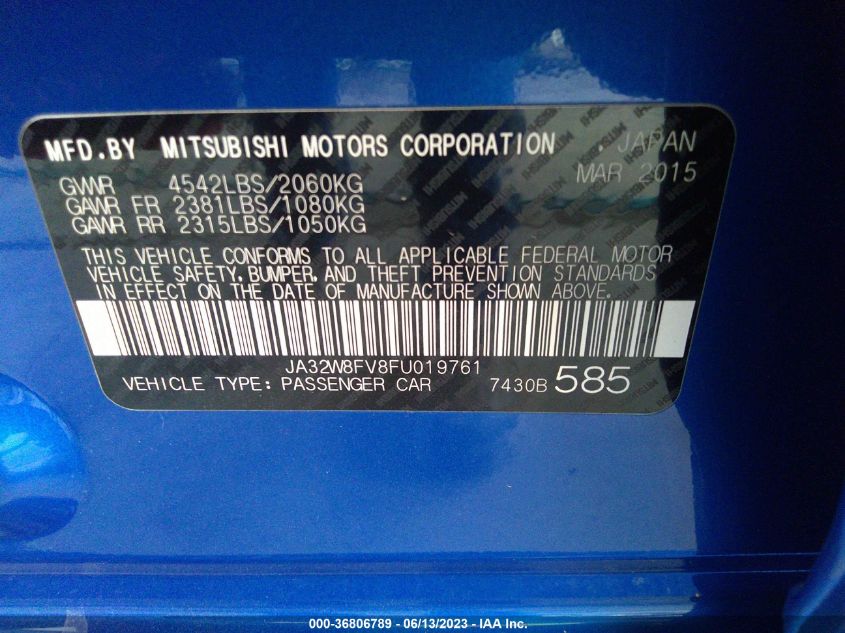 MFD.BY MITSUBISHI MOTORS CORPORATION JAPAN
MAR 2015
GVWR 4542LBS/2060KG
GAWR FR 2381LBS/1080KG
GAWR RR 2315LBS/1050KG
THIS VEHICLE CONFORMS TO ALL APPLICABLE FEDERAL MOTOR
VEHICLE SAFETY, BUMPER, AND THEFT PREVENTION STANDARDS
IN EFFECT ON THE DATE OF MANUFACTURE SHOWN ABOVE.
JA32W8FV8FU019761
VEHICLE TYPE: PASSENGER CAR 7430B 585
000-36806789 - 06/13/2023 - IAA Inc.